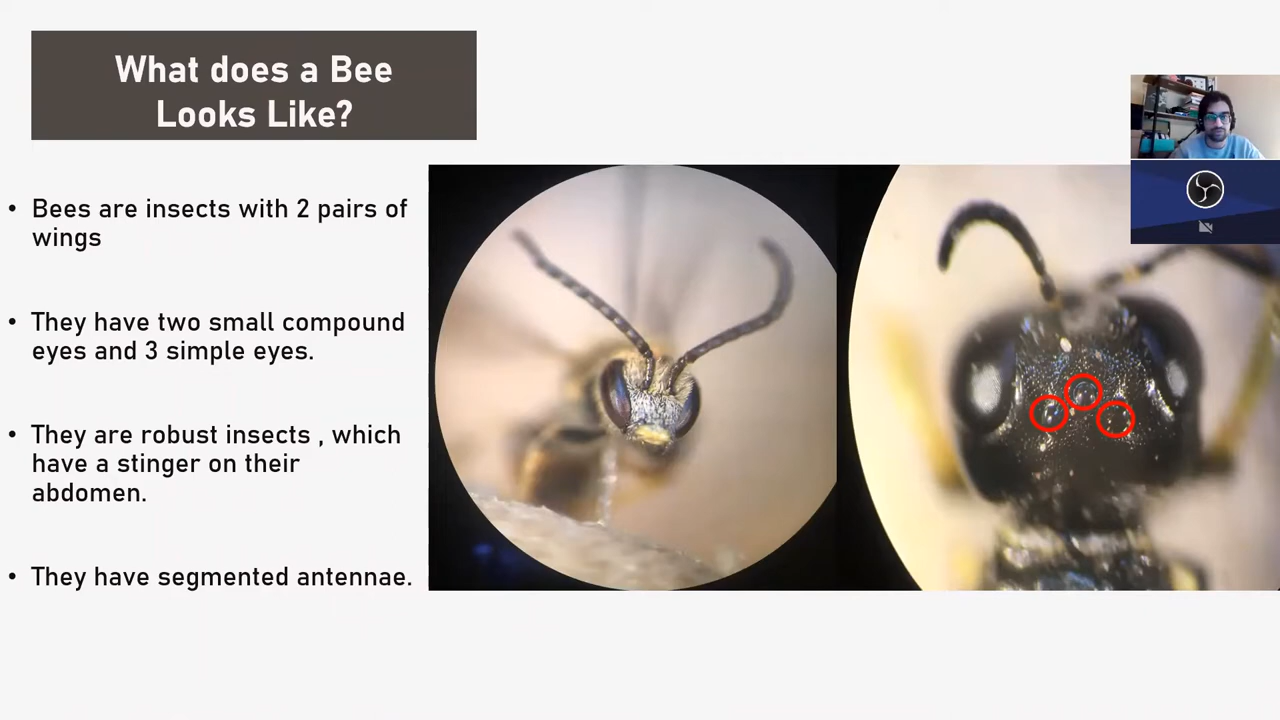 What does a Bee
Looks Like?
• Bees are insects with 2 pairs of
wings
• They have two small compound
eyes and 3 simple eyes.
• They are robust insects , which
have a stinger on their
abdomen.
• They have segmented antennae.